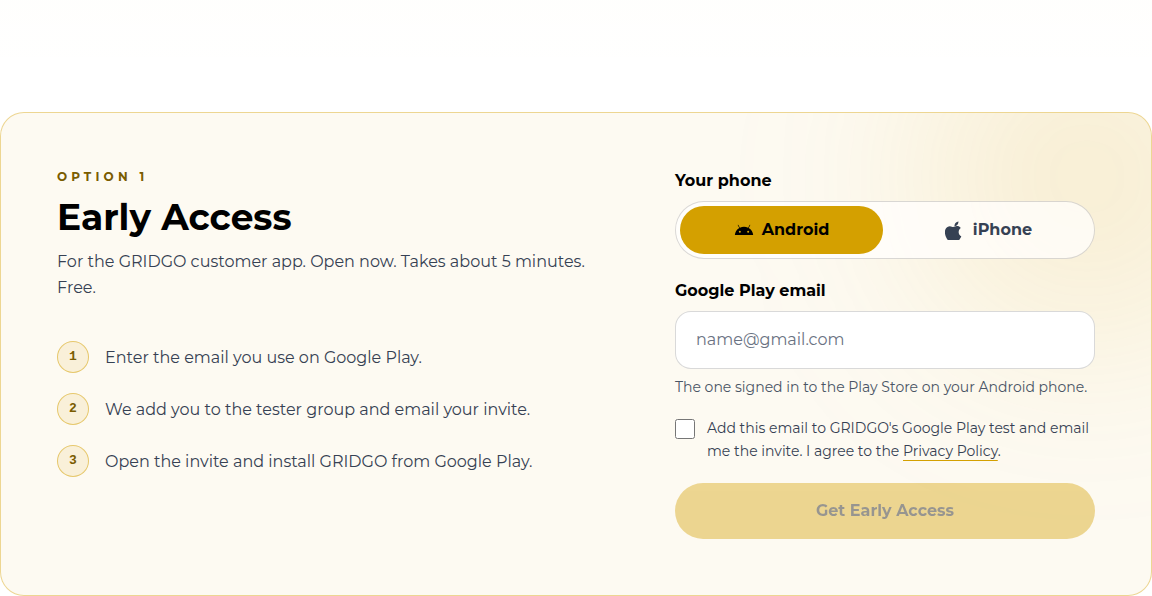 OPTION 1
Early Access
For the GRIDGO customer app. Open now. Takes about 5 minutes.
Free.
1 Enter the email you use on Google Play.
2 We add you to the tester group and email your invite.
3 Open the invite and install GRIDGO from Google Play.
Your phone
Android iPhone
Google Play email
name@gmail.com
The one signed in to the Play Store on your Android phone.
Add this email to GRIDGO's Google Play test and email
me the invite. I agree to the Privacy Policy.
Get Early Access